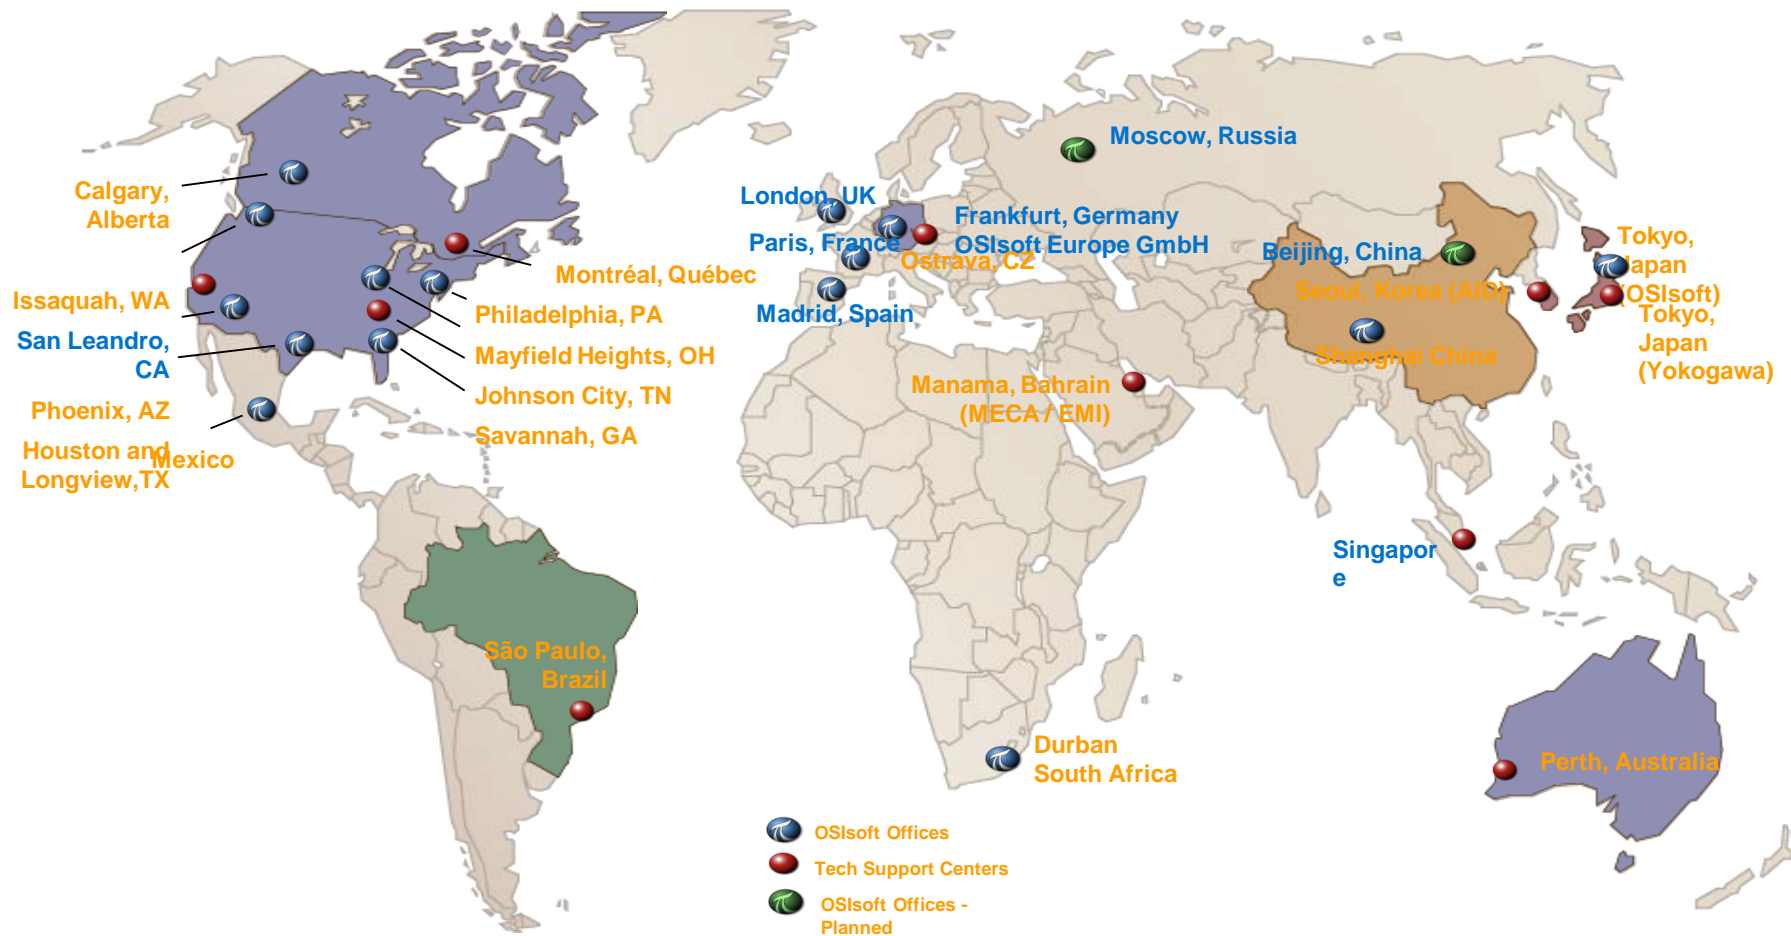 Calgary,
Alberta
Issaquah, WA
San Leandro,
CA
Phoenix, AZ
Houston and
Longview,TX
Mexico
Montréal, Québec
Philadelphia, PA
Mayfield Heights, OH
Johnson City, TN
Savannah, GA
São Paulo,
Brazil
Moscow, Russia
London, UK
Frankfurt, Germany
OSIsoft Europe GmbH
Paris, France
Ostrava, CZ
Madrid, Spain
Manama, Bahrain
(MECA / EMI)
Durban
South Africa
Beijing, China
Seoul, Korea (AID)
Shanghai China
Tokyo,
Japan
(OSIsoft)
Tokyo,
Japan
(Yokogawa)
Singapor
e
Perth, Australia
OSIsoft Offices
Tech Support Centers
OSIsoft Offices -
Planned